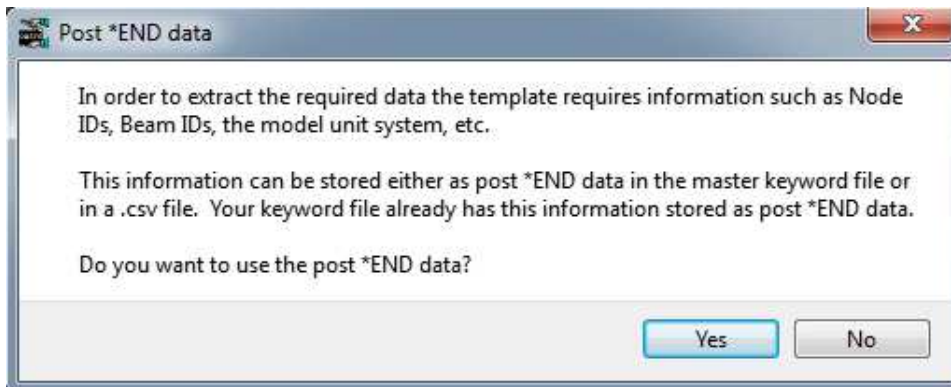 Post *END data
In order to extract the required data the template requires information such as Node
IDs, Beam IDs, the model unit system, etc.
This information can be stored either as post *END data in the master keyword file or
in a .csv file.  Your keyword file already has this information stored as post *END data.
Do you want to use the post *END data?
Yes
No